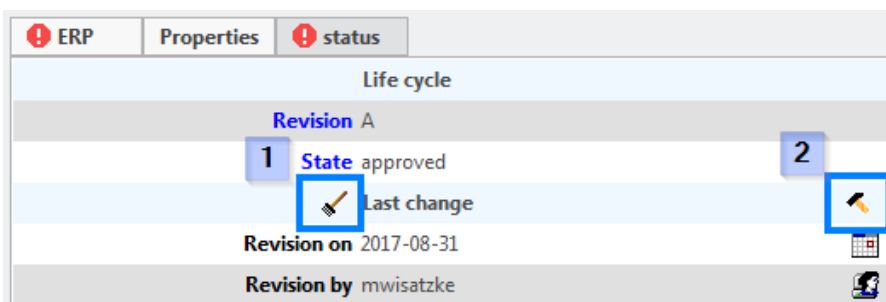 ERP Properties status
Life cycle
Revision A
1 State approved 2
Last change
Revision on 2017-08-31
Revision by mwisatzke